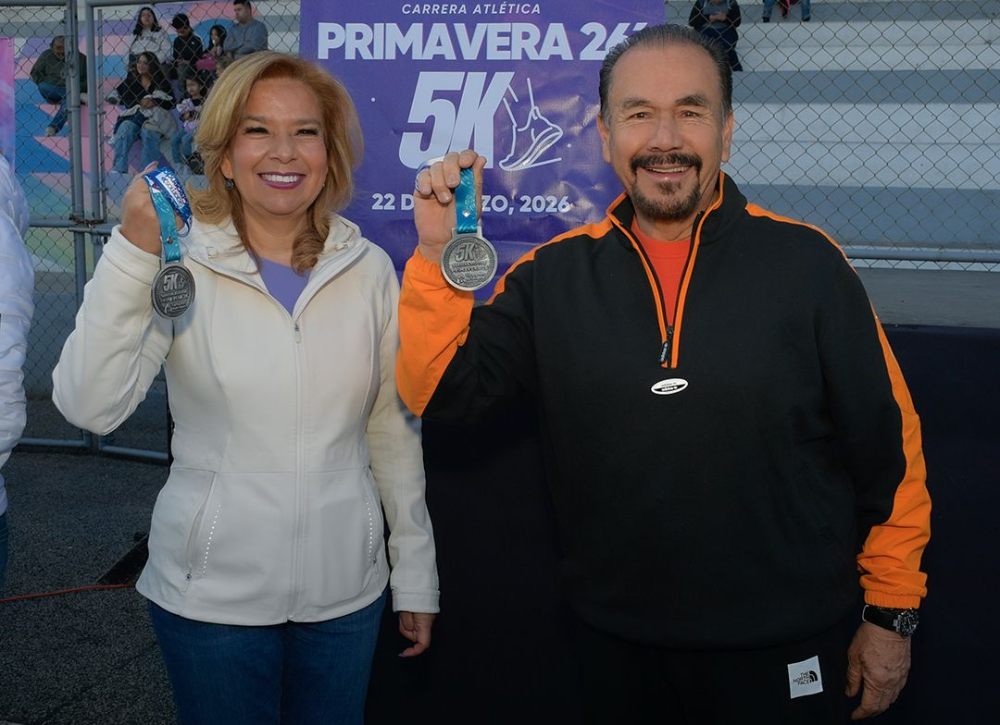 CARRERA ATLÉTICA
PRIMAVERA 26
5K
22 D ZO, 2026
5K
5K
THE
NORTH
FACE